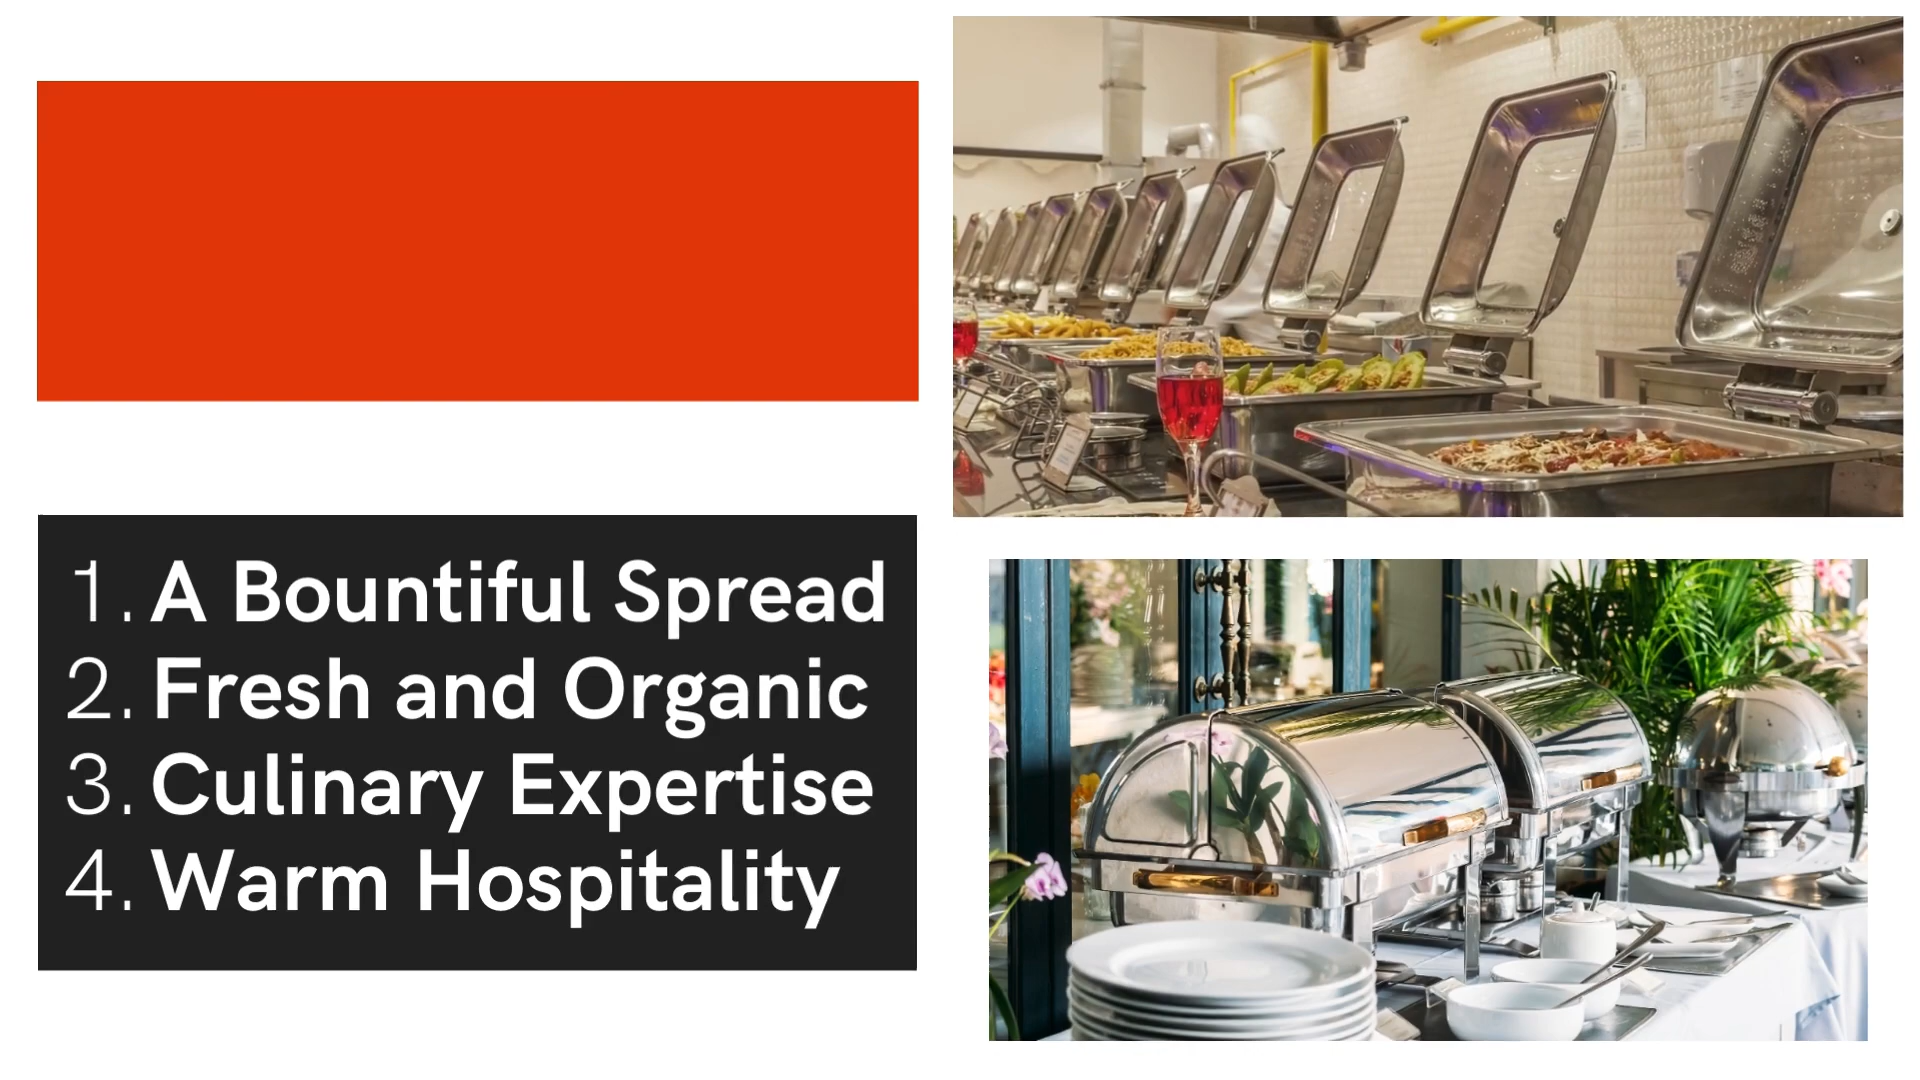 1. A Bountiful Spread
2. Fresh and Organic
3. Culinary Expertise
4. Warm Hospitality